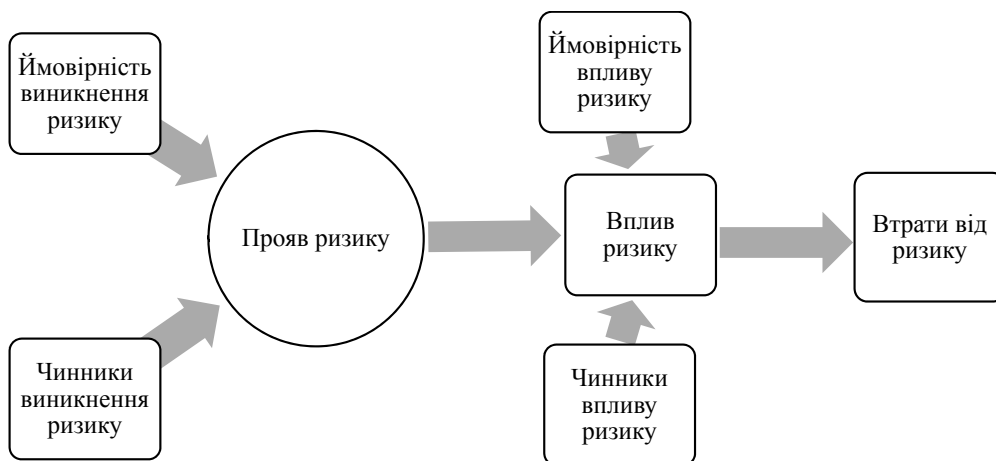 Ймовірність
виникнення
ризику
Ймовірність
впливу
ризику
Прояв ризику
Вплив
ризику
Втрати від
ризику
Чинники
виникнення
ризику
Чинники
впливу
ризику